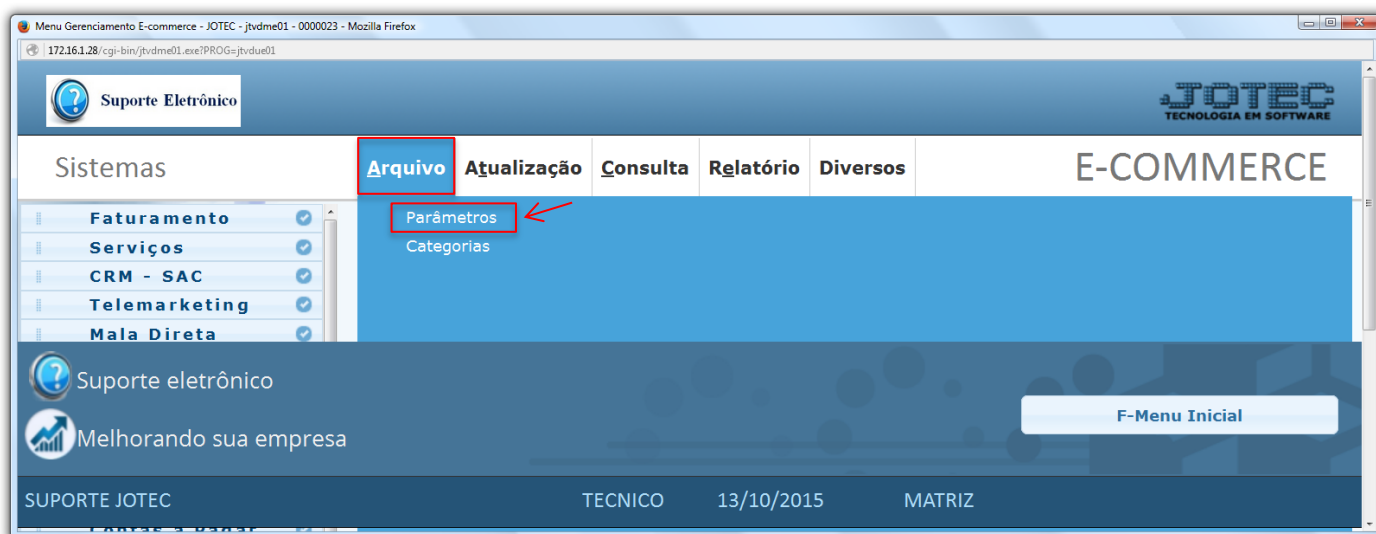 Menu Gerenciamento E-commerce - JOTEC - jtvdme01 - 0000023 - Mozilla Firefox
172.16.1.28/cgi-bin/jtvdme01.exe?PROG=jtvdue01
Suporte Eletrônico
JOTEC
TECNOLOGIA EM SOFTWARE
Sistemas
Arquivo Atualização Consulta Relatório Diversos
E-COMMERCE
Parâmetros
Categorias
Faturamento
Serviços
CRM - SAC
Telemarketing
Mala Direta
Suporte eletrônico
Melhorando sua empresa
F-Menu Inicial
SUPORTE JOTEC TECNICO 13/10/2015 MATRIZ
Contas a Pagar